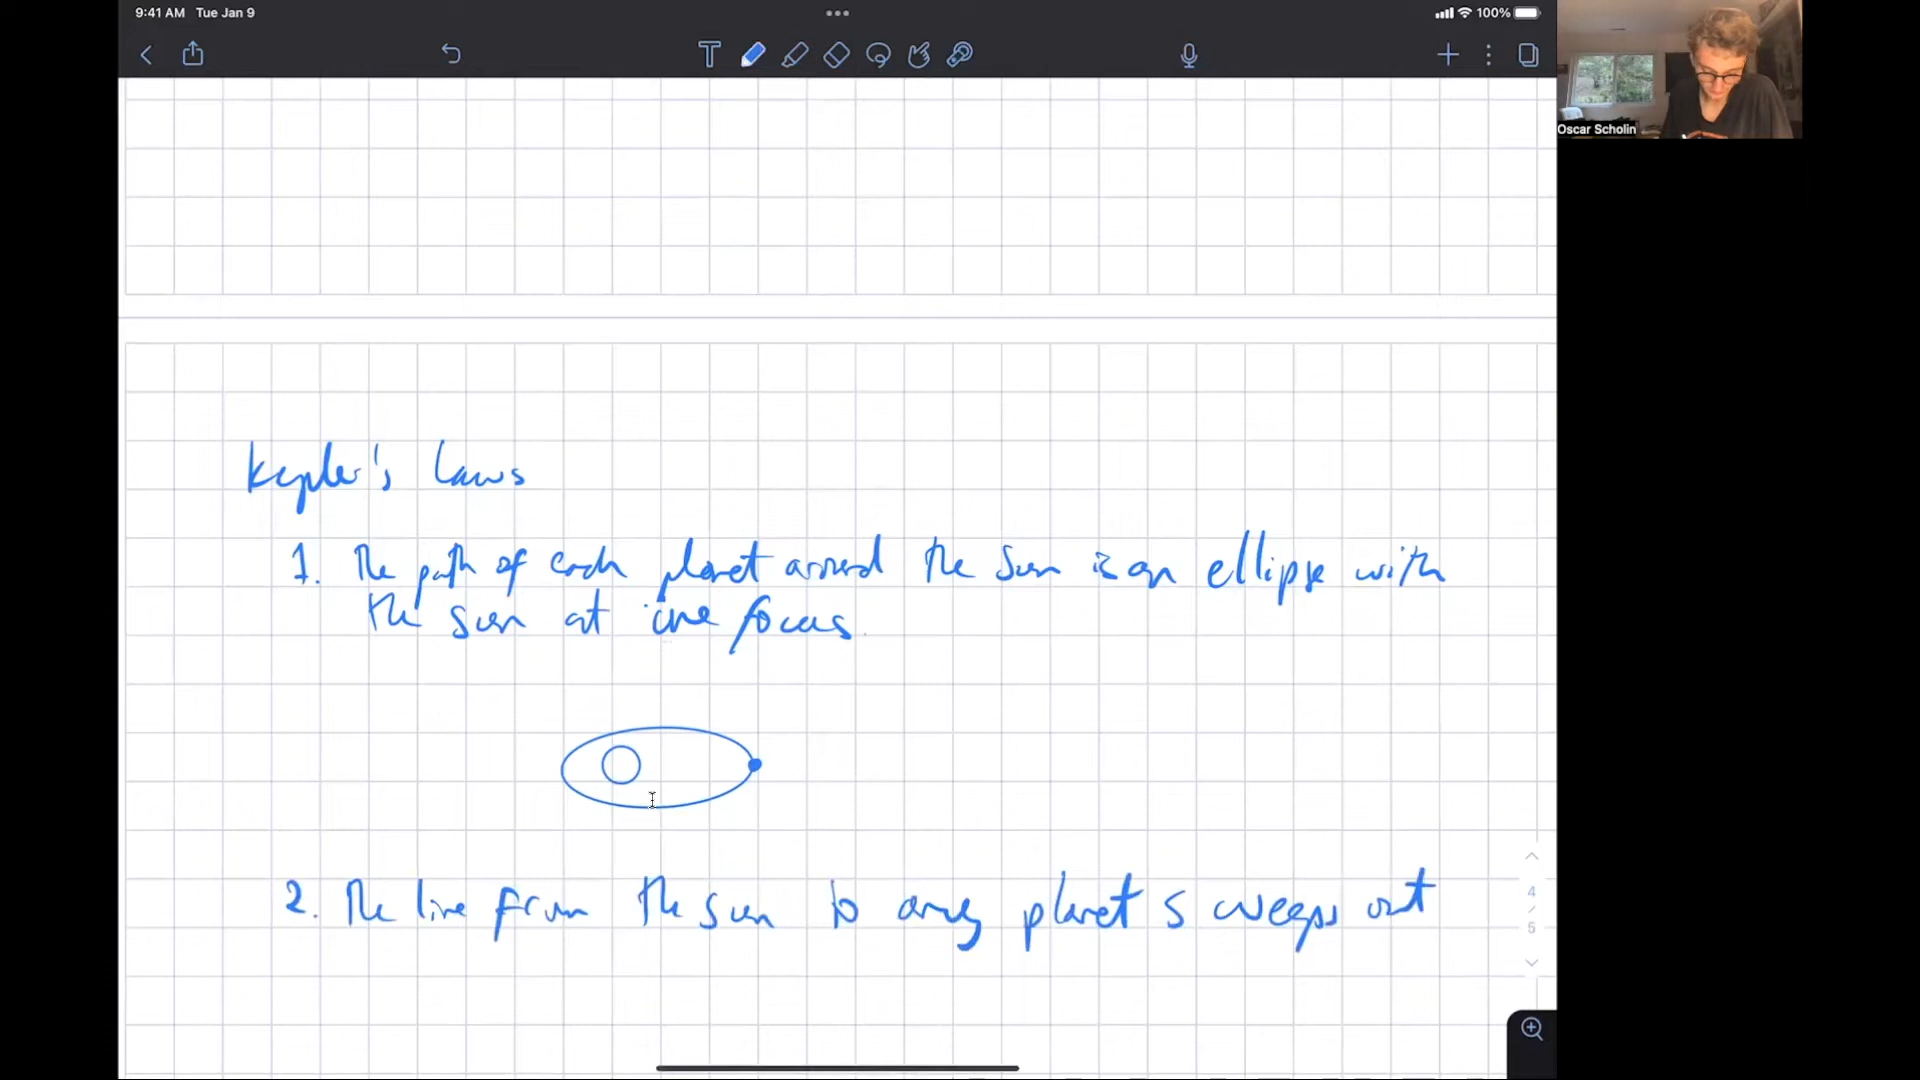 9:41 AM Tue Jan 9
100%
Oscar Scholin
Kepler's Laws
1. The path of each planet around the sun is an ellipse with
the sun at one focus.
2. The line from the sun to any planet sweeps out
4
5